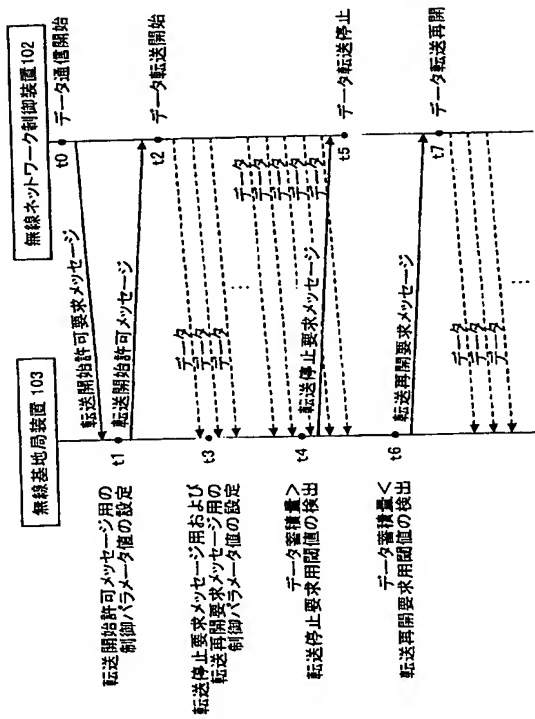 無線基地局装置 103
無線ネットワーク制御装置102
t0
データ通信開始
転送開始許可要求メッセージ
転送開始許可メッセージ用の
制御パラメータ値の設定
t1
転送開始許可メッセージ
t2
データ転送開始
データ
データ
データ
転送停止要求メッセージ用および
転送再開要求メッセージ用の
制御パラメータ値の設定
t3
…
データ
データ
データ
データ
データ
データ蓄積量>
転送停止要求用閾値の検出
t4
転送停止要求メッセージ
t5
データ転送停止
データ蓄積量<
転送再開要求用閾値の検出
t6
転送再開要求メッセージ
t7
データ転送再開
データ
データ
データ
…